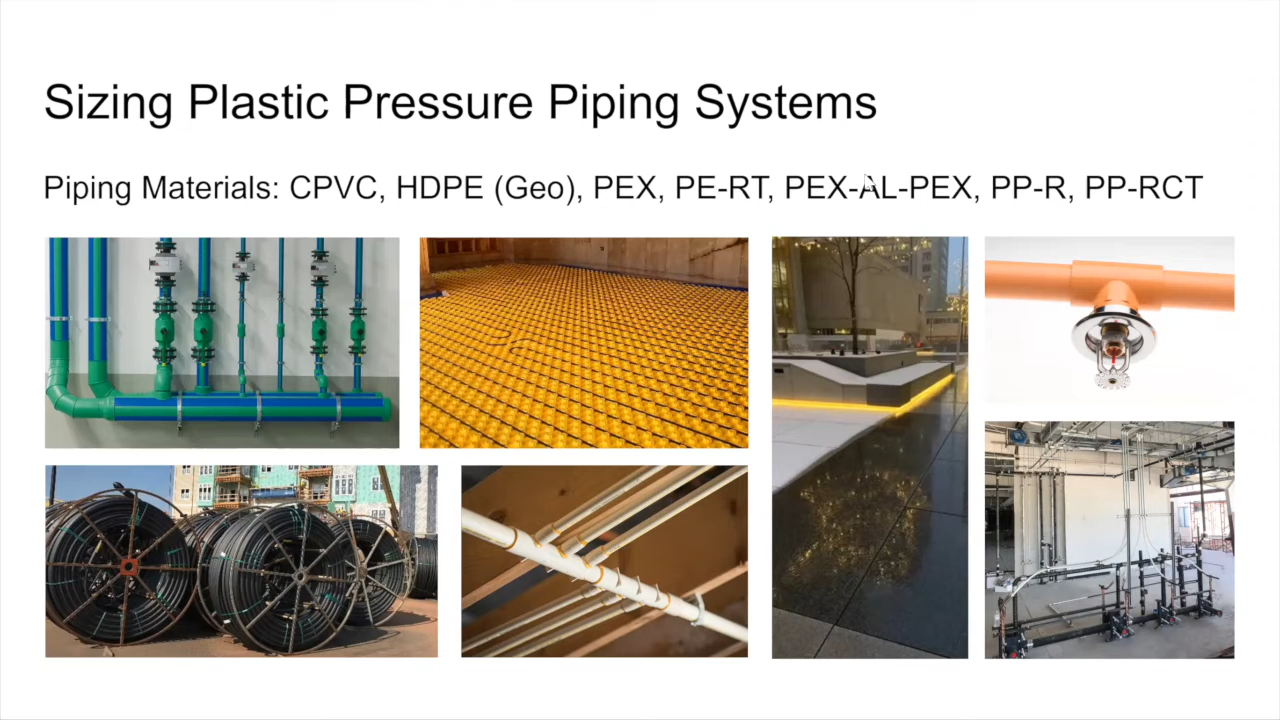 Sizing Plastic Pressure Piping Systems
Piping Materials: CPVC, HDPE (Geo), PEX, PE-RT, PEX-AL-PEX, PP-R, PP-RCT